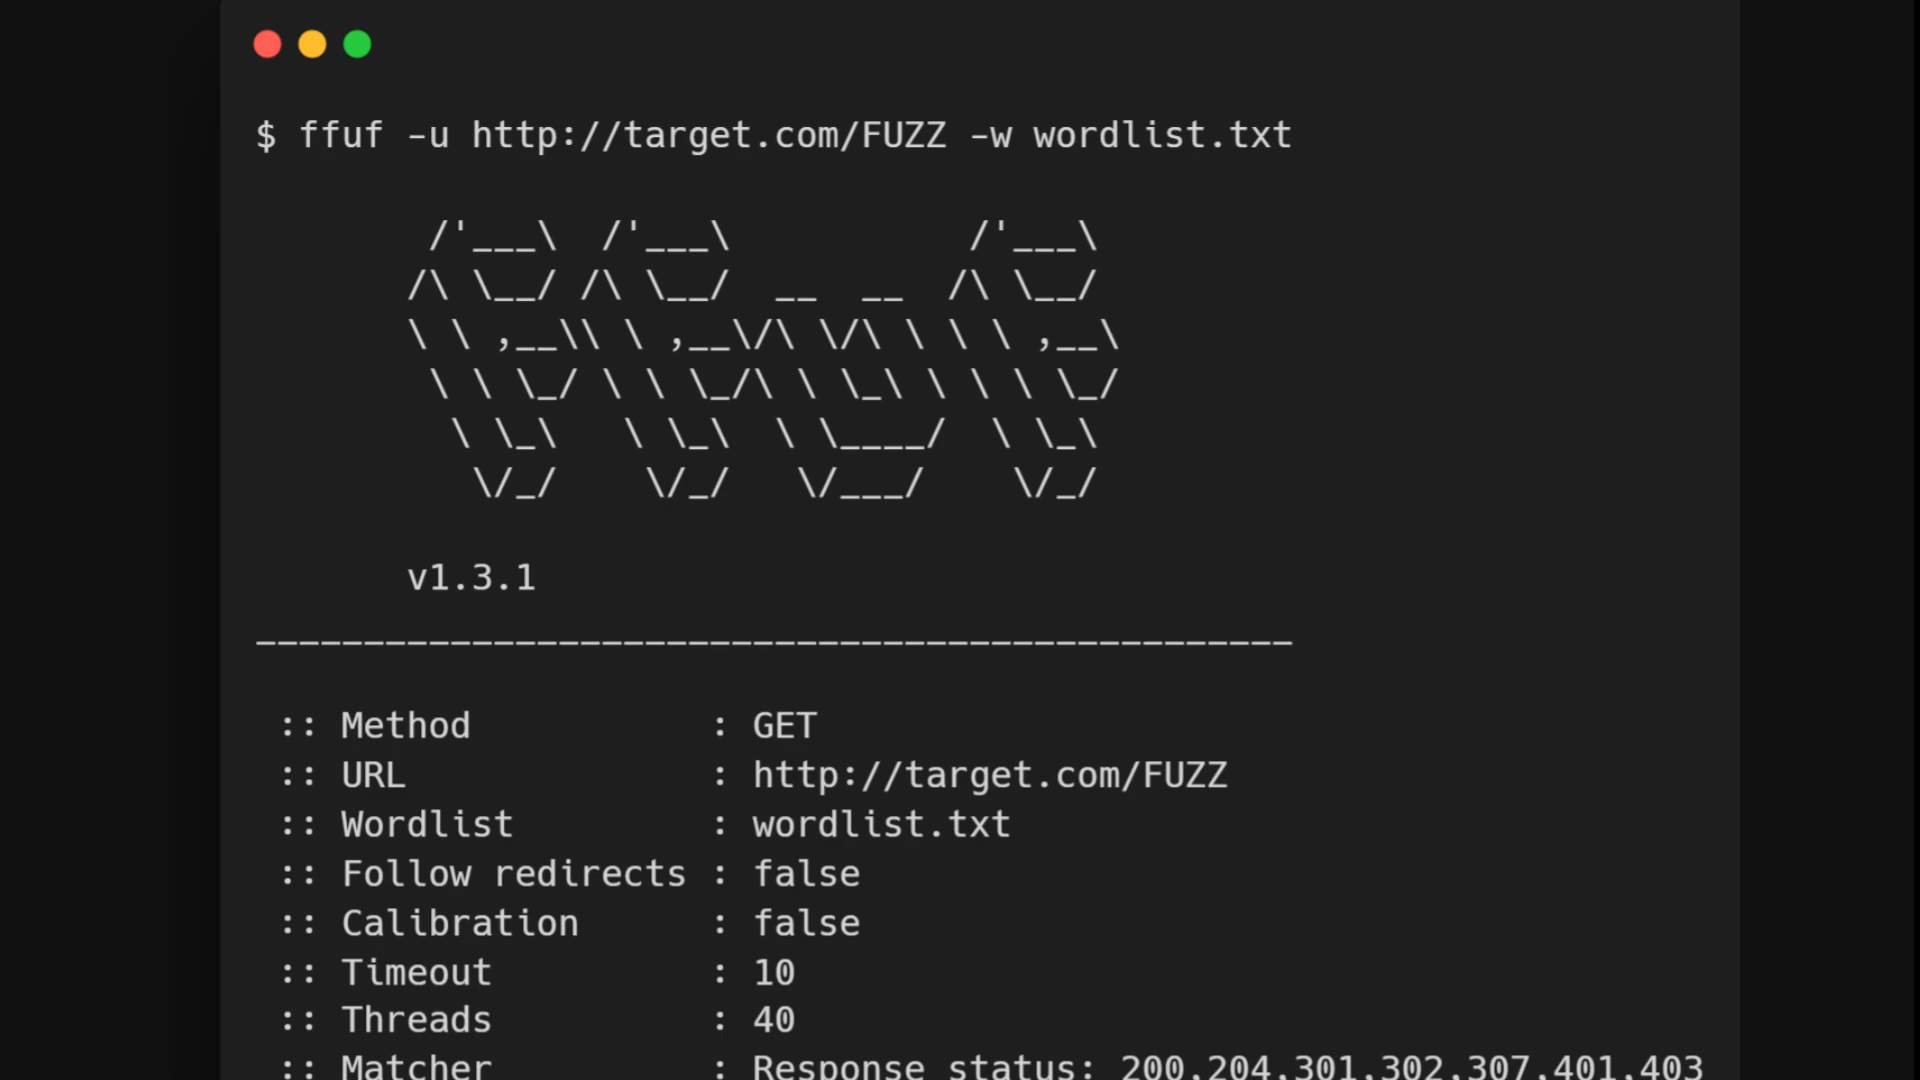 $ ffuf -u http://target.com/FUZZ -w wordlist.txt
        /'___\  /'___\           /'___\
       /\ \__/ /\ \__/  __  __  /\ \__/
       \ \ ,__\\ \ ,__\/\ \/\ \ \ \ ,__\
        \ \ \_/ \ \ \_/\ \ \_\ \ \ \ \_/
         \ \_\   \ \_\  \ \____/  \ \_\
          \/_/    \/_/   \/___/    \/_/
       v1.3.1
________________________________________________
 :: Method           : GET
 :: URL              : http://target.com/FUZZ
 :: Wordlist         : wordlist.txt
 :: Follow redirects : false
 :: Calibration      : false
 :: Timeout          : 10
 :: Threads          : 40
 :: Matcher          : Response status: 200,204,301,302,307,401,403